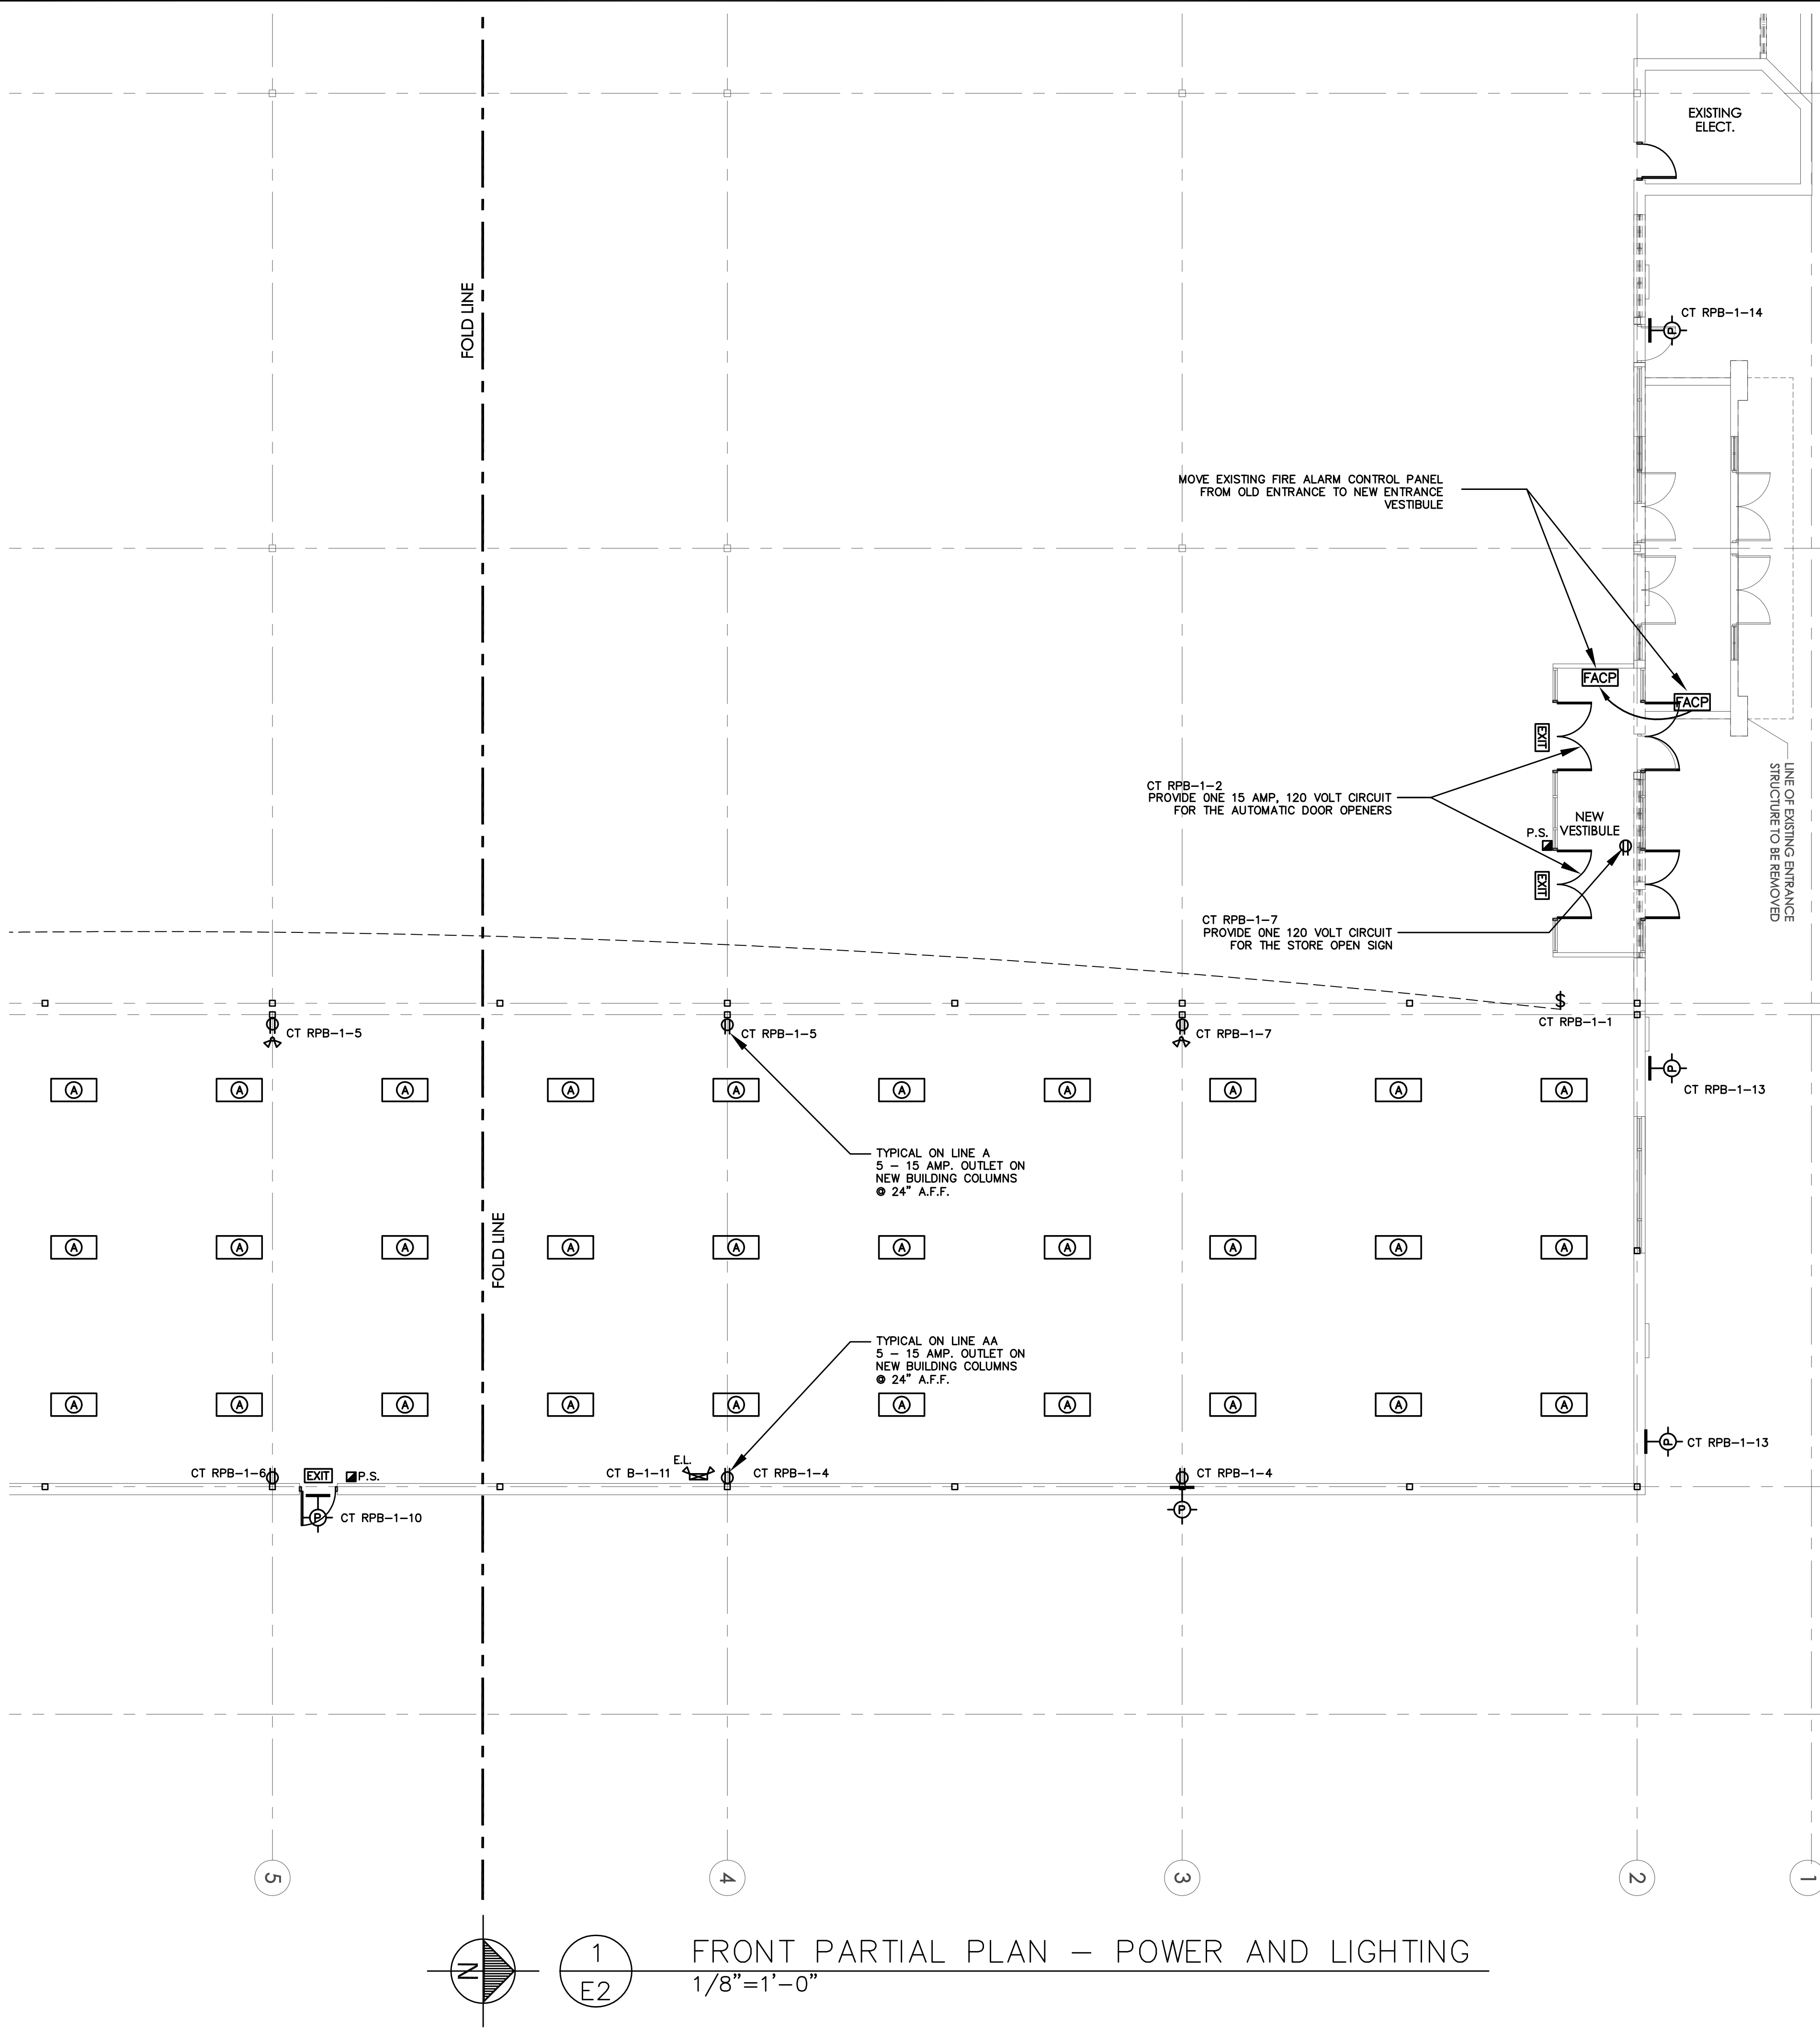 EXISTING
ELECT.
FOLD LINE
CT RPB-1-14
MOVE EXISTING FIRE ALARM CONTROL PANEL
FROM OLD ENTRANCE TO NEW ENTRANCE
VESTIBULE
FACP
FACP
EXIT
LINE OF EXISTING ENTRANCE
STRUCTURE TO BE REMOVED
CT RPB-1-2
PROVIDE ONE 15 AMP, 120 VOLT CIRCUIT
FOR THE AUTOMATIC DOOR OPENERS
NEW
VESTIBULE
P.S.
EXIT
CT RPB-1-7
PROVIDE ONE 120 VOLT CIRCUIT
FOR THE STORE OPEN SIGN
$
CT RPB-1-5
CT RPB-1-5
CT RPB-1-7
CT RPB-1-1
P
P
CT RPB-1-13
A A A A A A A A A A
TYPICAL ON LINE A
5 - 15 AMP. OUTLET ON
NEW BUILDING COLUMNS
@ 24" A.F.F.
FOLD LINE
A A A A A A A A A A
TYPICAL ON LINE AA
5 - 15 AMP. OUTLET ON
NEW BUILDING COLUMNS
@ 24" A.F.F.
A A A A A A A A A A
P CT RPB-1-13
CT RPB-1-6
EXIT
P.S.
CT B-1-11
E.L.
CT RPB-1-4
CT RPB-1-4
P CT RPB-1-10
P
5
4
3
2
1
N
1
E2
FRONT PARTIAL PLAN - POWER AND LIGHTING
1/8"=1'-0"